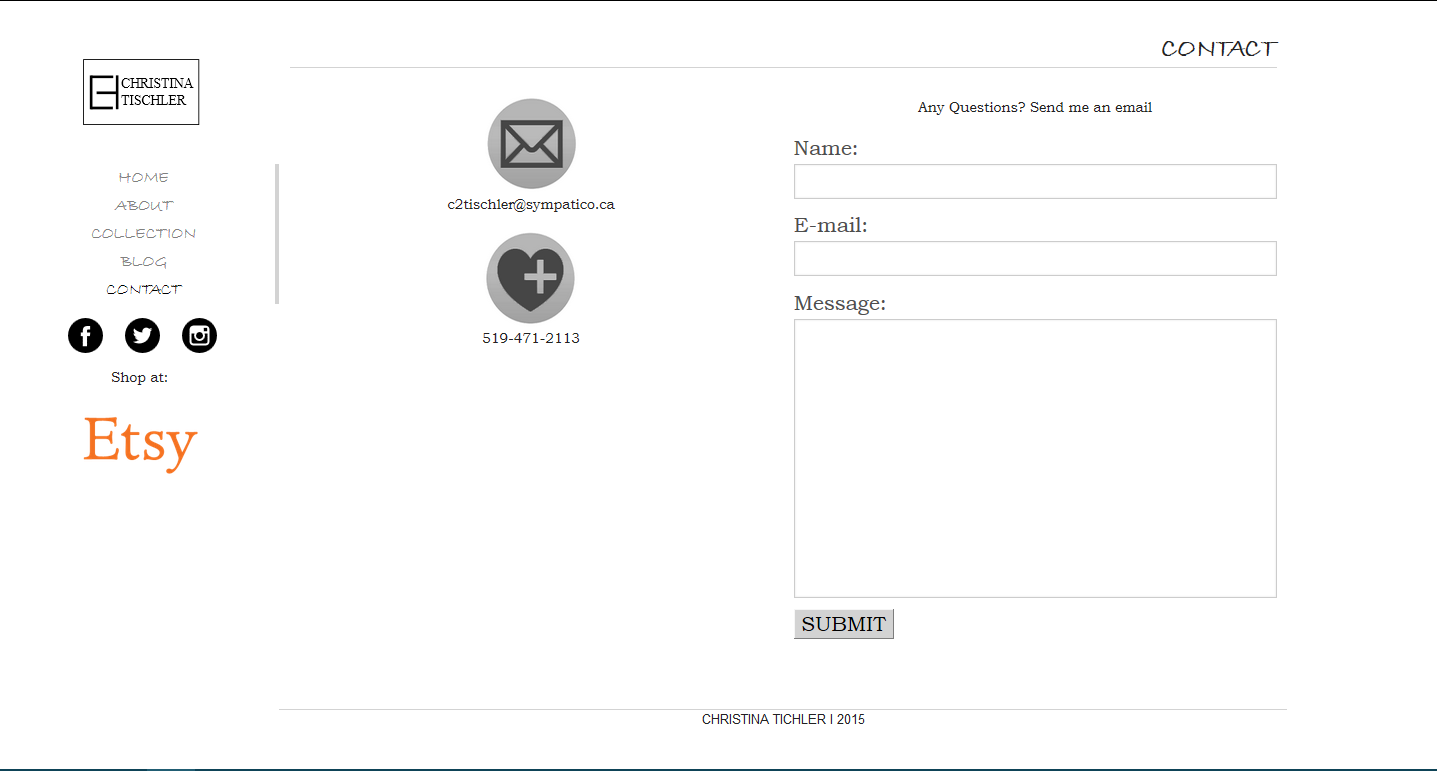 CHRISTINA
TISCHLER
HOME
ABOUT
COLLECTION
BLOG
CONTACT
Shop at:
Etsy
CONTACT
c2tischler@sympatico.ca
519-471-2113
Any Questions? Send me an email
Name:
E-mail:
Message:
SUBMIT
CHRISTINA TICHLER I 2015